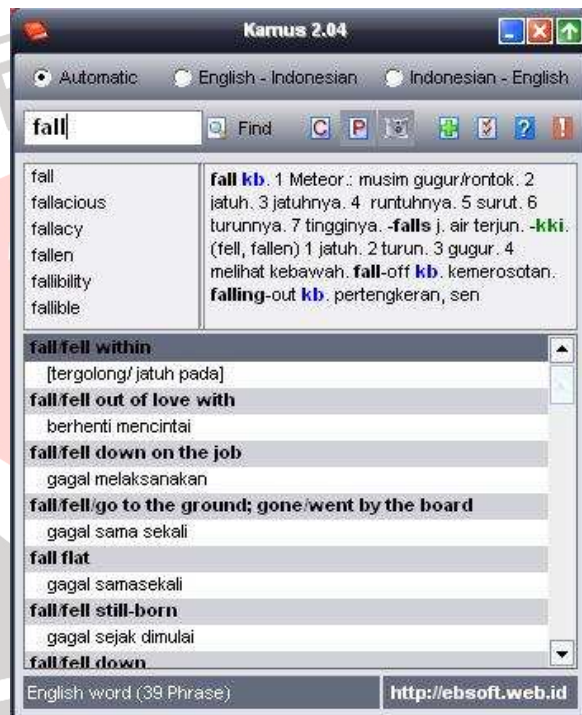 Kamus 2.04
Automatic English - Indonesian Indonesian - English
fall Find C P
fall
fallacious
fallacy
fallen
fallibility
fallible
fall kb. 1 Meteor.: musim gugur/rontok. 2
jatuh. 3 jatuhnya. 4 runtuhnya. 5 surut. 6
turunnya. 7 tingginya. -falls j. air terjun. -kki.
(fell, fallen) 1 jatuh. 2 turun. 3 gugur. 4
melihat kebawah. fall-off kb. kemerosotan.
falling-out kb. pertengkeran, sen
fall/fell within
[tergolong/ jatuh pada]
fall/fell out of love with
berhenti mencintai
fall/fell down on the job
gagal melaksanakan
fall/fell/go to the ground; gone/went by the board
gagal sama sekali
fall flat
gagal samasekali
fall/fell still-born
gagal sejak dimulai
fall/fell down
English word (39 Phrase) http://ebsoft.web.id